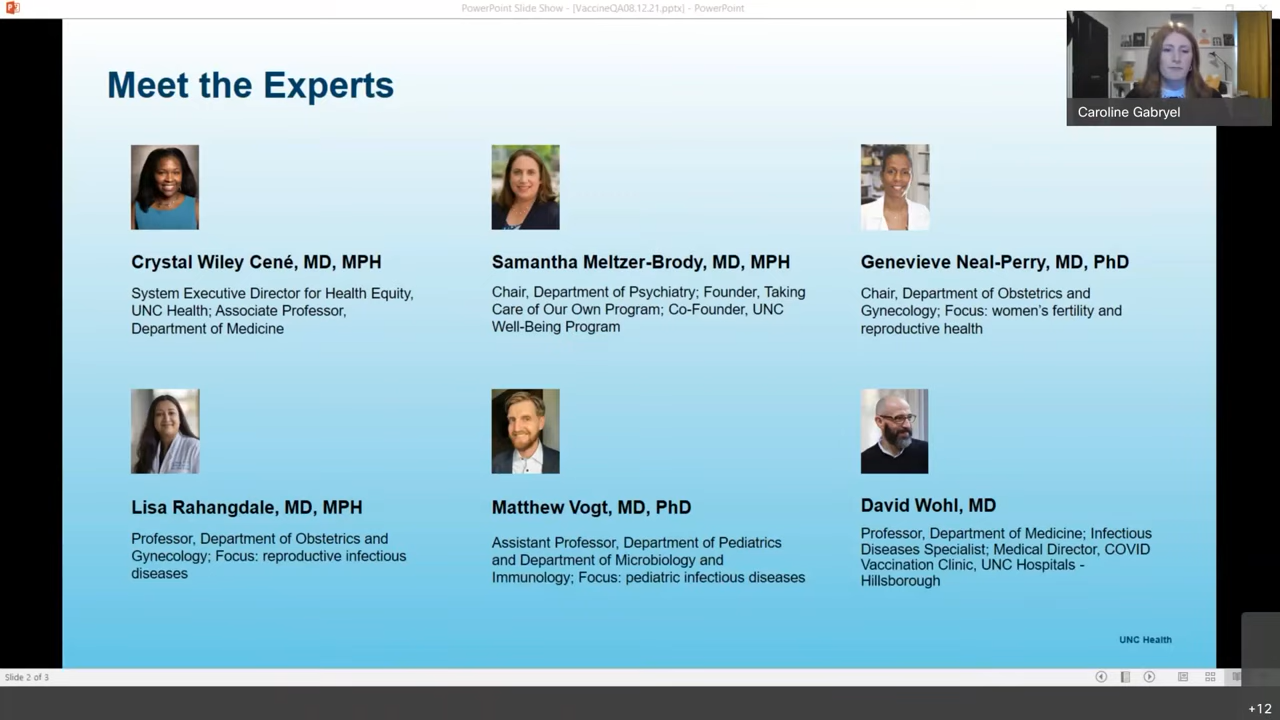 PowerPoint Slide Show - [VaccineQA08.12.21.pptx] - PowerPoint
Meet the Experts
Caroline Gabryel
Crystal Wiley Cené, MD, MPH
System Executive Director for Health Equity,
UNC Health; Associate Professor,
Department of Medicine
Samantha Meltzer-Brody, MD, MPH
Chair, Department of Psychiatry; Founder, Taking
Care of Our Own Program; Co-Founder, UNC
Well-Being Program
Genevieve Neal-Perry, MD, PhD
Chair, Department of Obstetrics and
Gynecology; Focus: women's fertility and
reproductive health
Lisa Rahangdale, MD, MPH
Professor, Department of Obstetrics and
Gynecology; Focus: reproductive infectious
diseases
Matthew Vogt, MD, PhD
Assistant Professor, Department of Pediatrics
and Department of Microbiology and
Immunology; Focus: pediatric infectious diseases
David Wohl, MD
Professor, Department of Medicine; Infectious
Diseases Specialist; Medical Director, COVID
Vaccination Clinic, UNC Hospitals -
Hillsborough
UNC Health
Slide 2 of 3
+12